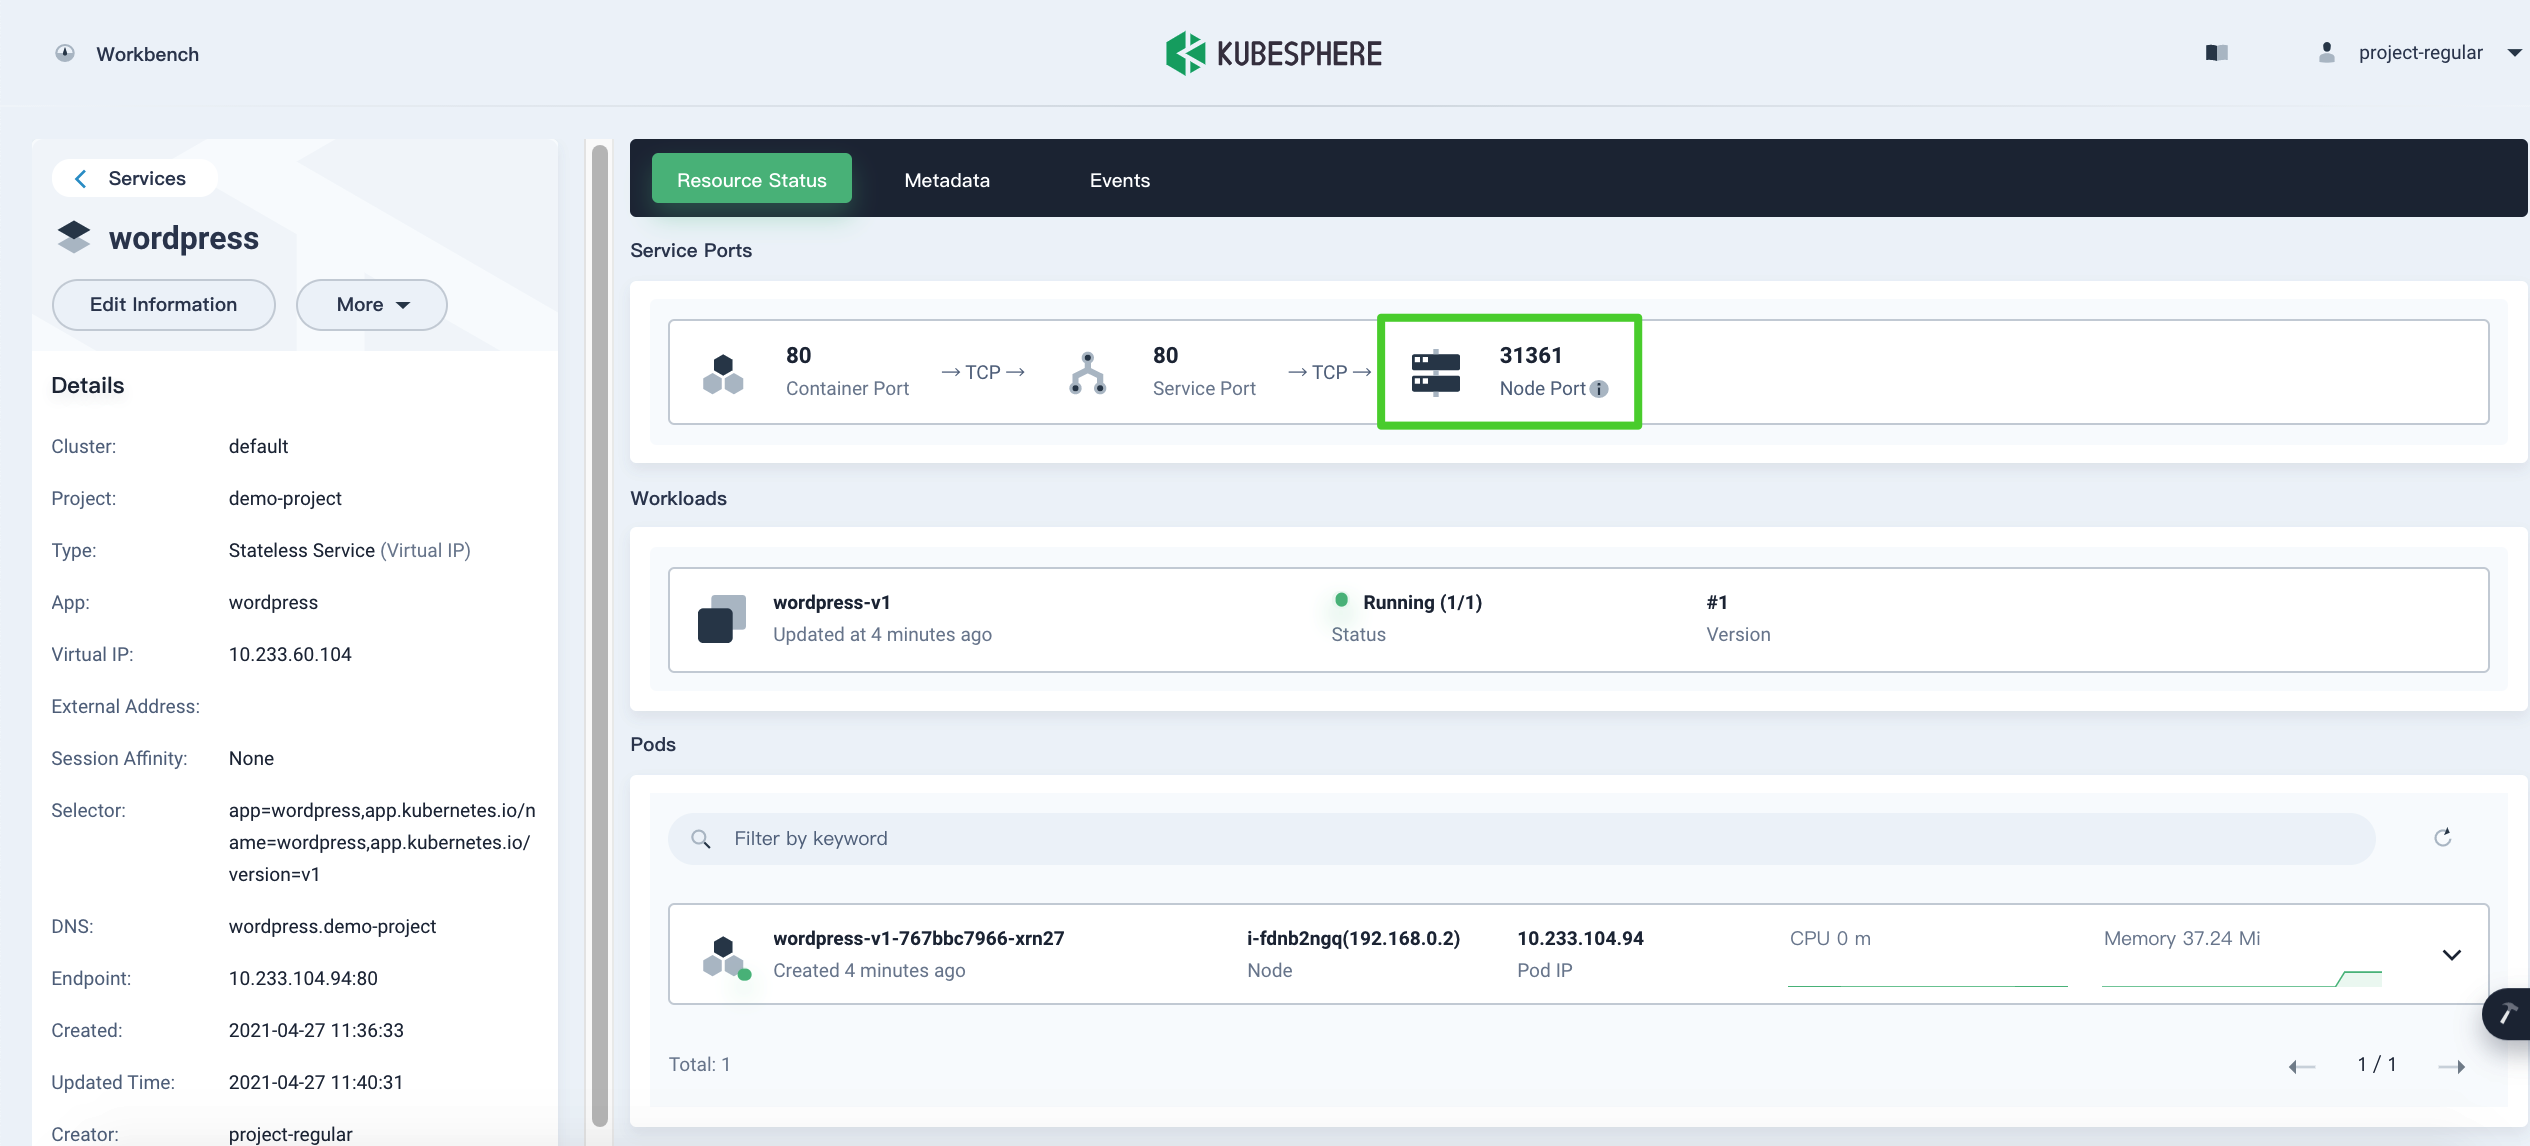 Workbench
KUBESPHERE
project-regular
Services
wordpress
Edit Information
More
Details
Cluster: default
Project: demo-project
Type: Stateless Service (Virtual IP)
App: wordpress
Virtual IP: 10.233.60.104
External Address:
Session Affinity: None
Selector: app=wordpress,app.kubernetes.io/n
ame=wordpress,app.kubernetes.io/
version=v1
DNS: wordpress.demo-project
Endpoint: 10.233.104.94:80
Created: 2021-04-27 11:36:33
Updated Time: 2021-04-27 11:40:31
Creator: project-regular
Resource Status Metadata Events
Service Ports
80 → TCP → 80 → TCP → 31361
Container Port Service Port Node Port
Workloads
wordpress-v1 Running (1/1) #1
Updated at 4 minutes ago Status Version
Pods
Filter by keyword
wordpress-v1-767bbc7966-xrn27 i-fdnb2ngq(192.168.0.2) 10.233.104.94 CPU 0 m Memory 37.24 Mi
Created 4 minutes ago Node Pod IP
Total: 1
1 / 1